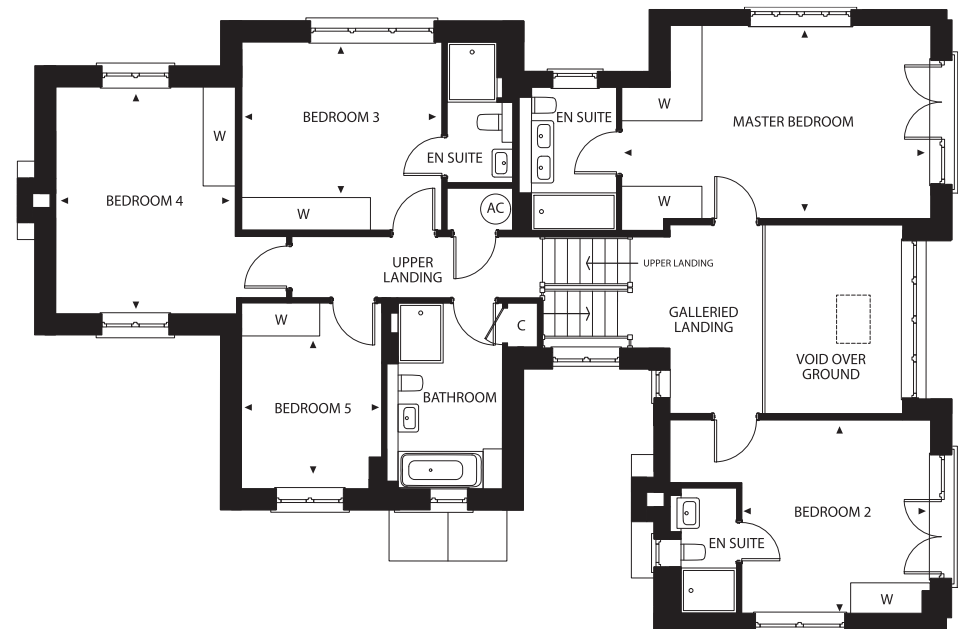 W
BEDROOM 3
EN SUITE
W
MASTER BEDROOM
W
EN SUITE
BEDROOM 4
W
AC
W
UPPER
LANDING
UPPER LANDING
GALLERIED
LANDING
W
C
VOID OVER
GROUND
BEDROOM 5
BATHROOM
BEDROOM 2
EN SUITE
W